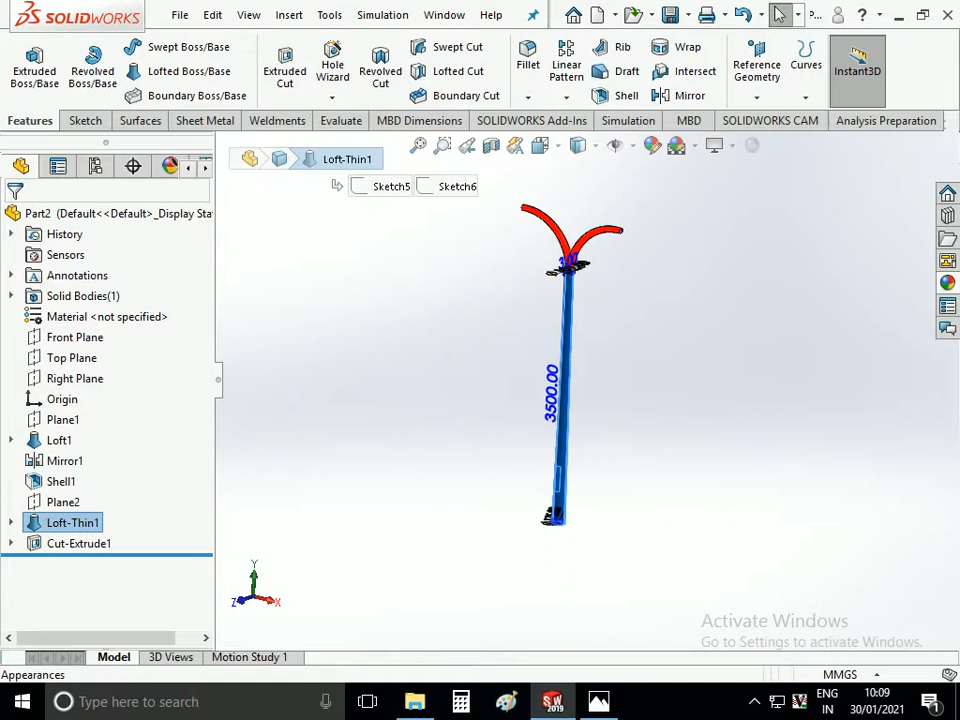 SOLIDWORKS
File Edit View Insert Tools Simulation Window Help
P...
Extruded Boss/Base
Revolved Boss/Base
Swept Boss/Base
Lofted Boss/Base
Boundary Boss/Base
Extruded Cut
Hole Wizard
Revolved Cut
Swept Cut
Lofted Cut
Boundary Cut
Fillet
Linear Pattern
Rib
Draft
Shell
Wrap
Intersect
Mirror
Reference Geometry
Curves
Instant3D
Features Sketch Surfaces Sheet Metal Weldments Evaluate MBD Dimensions SOLIDWORKS Add-Ins Simulation MBD SOLIDWORKS CAM Analysis Preparation
Loft-Thin1
Sketch5 Sketch6
Part2 (Default<<Default>_Display Sta
History
Sensors
Annotations
Solid Bodies(1)
Material <not specified>
Front Plane
Top Plane
Right Plane
Origin
Plane1
Loft1
Mirror1
Shell1
Plane2
Loft-Thin1
Cut-Extrude1
3500.00
Y
Z
X
Activate Windows
Go to Settings to activate Windows.
Model 3D Views Motion Study 1
Appearances
MMGS
Type here to search
SW
2019
ENG
IN
10:09
30/01/2021
1